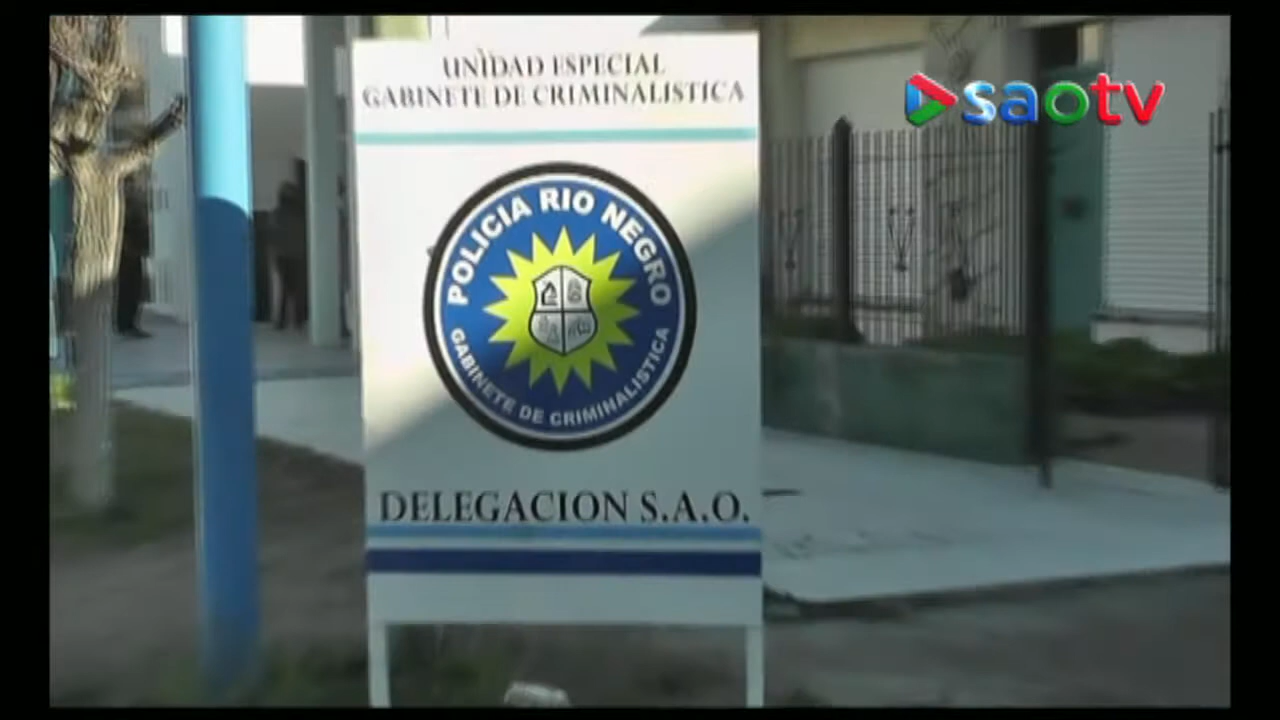 UNIDAD ESPECIAL
GABINETE DE CRIMINALISTICA
saotv
POLICIA RIO NEGRO
GABINETE DE CRIMINALISTICA
DELEGACION S.A.O.